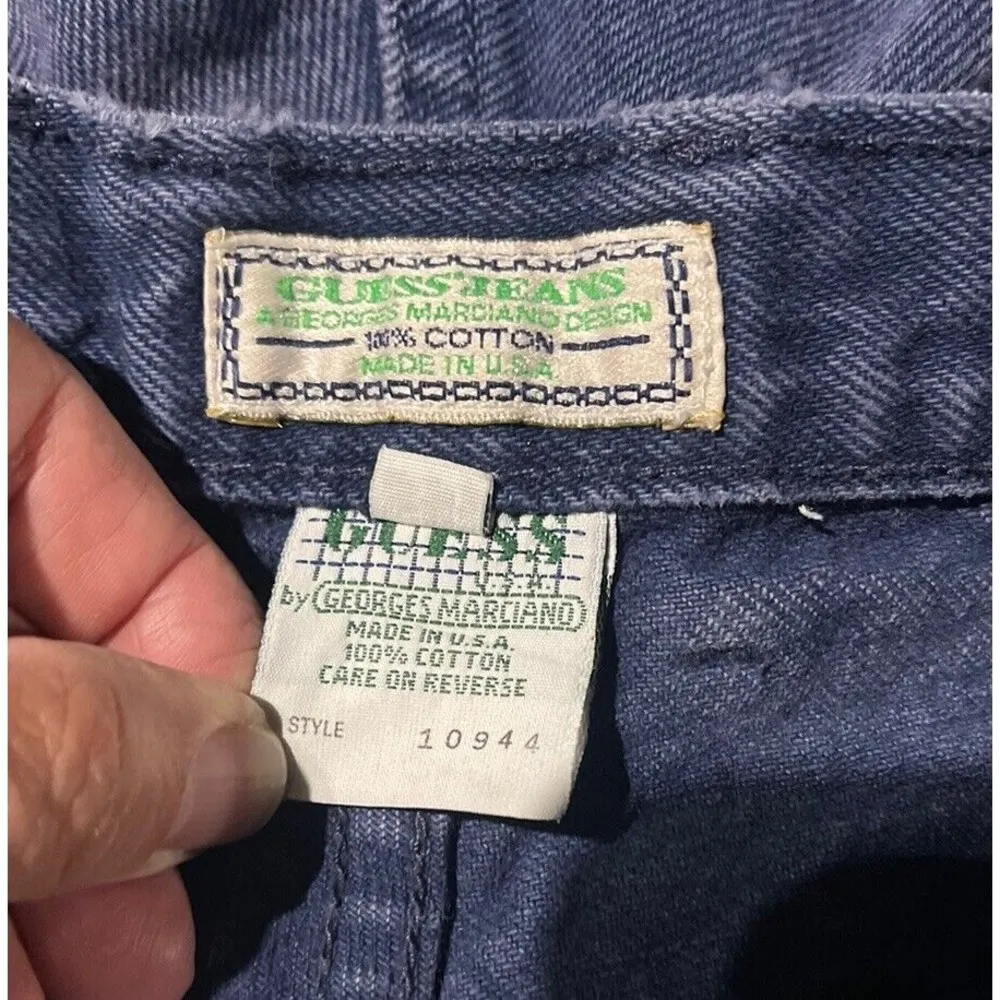 GUESS JEANS
A GEORGES MARCIANO DESIGN
100% COTTON
MADE IN U.S.A.
GUESS
U.S.A.
by GEORGES MARCIANO
MADE IN U.S.A.
100% COTTON
CARE ON REVERSE
STYLE 10944